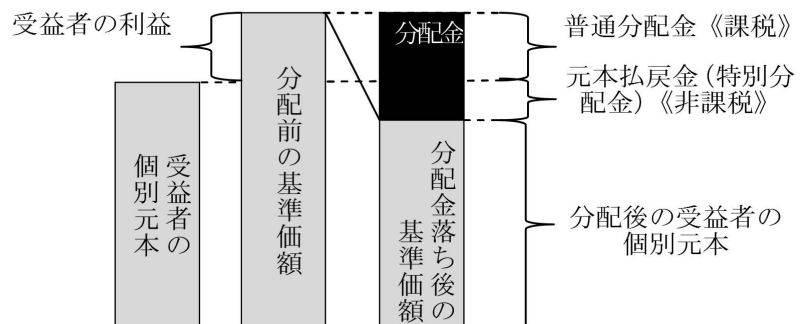 受益者の利益
受益者の
個別元本
分配前の基準価額
分配金
分配金落ち後の
基準価額
普通分配金《課税》
元本払戻金(特別分
配金)《非課税》
分配後の受益者の
個別元本